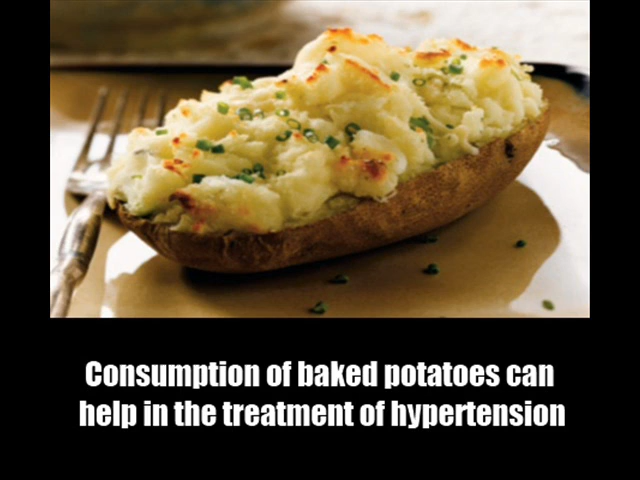 Consumption of baked potatoes can
help in the treatment of hypertension